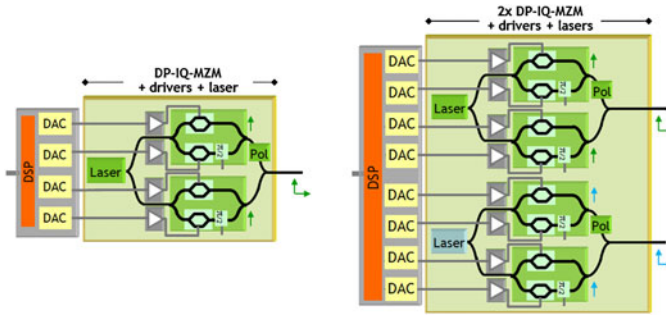 DP-IQ-MZM
+ drivers + laser
DSP
DAC
DAC
DAC
DAC
Laser
π/2
π/2
Pol
2x DP-IQ-MZM
+ drivers + lasers
DSP
DAC
DAC
DAC
DAC
DAC
DAC
DAC
DAC
Laser
Laser
π/2
π/2
π/2
π/2
Pol
Pol